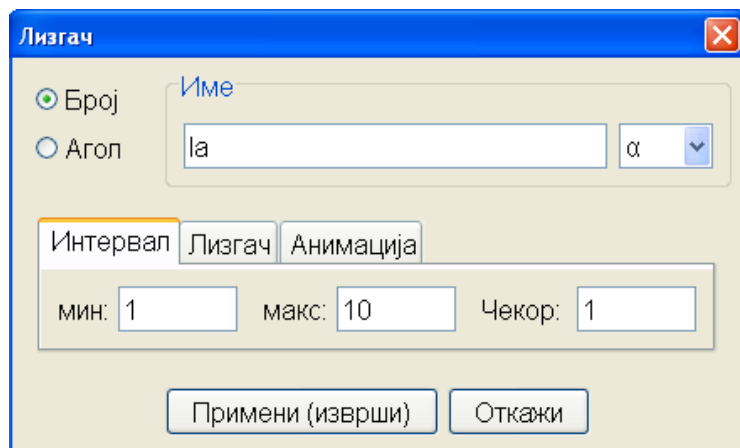 Лизгач
Број
Име
Агол
la
α
Интервал Лизгач Анимација
мин: 1 макс: 10 Чекор: 1
Примени (изврши) Откажи